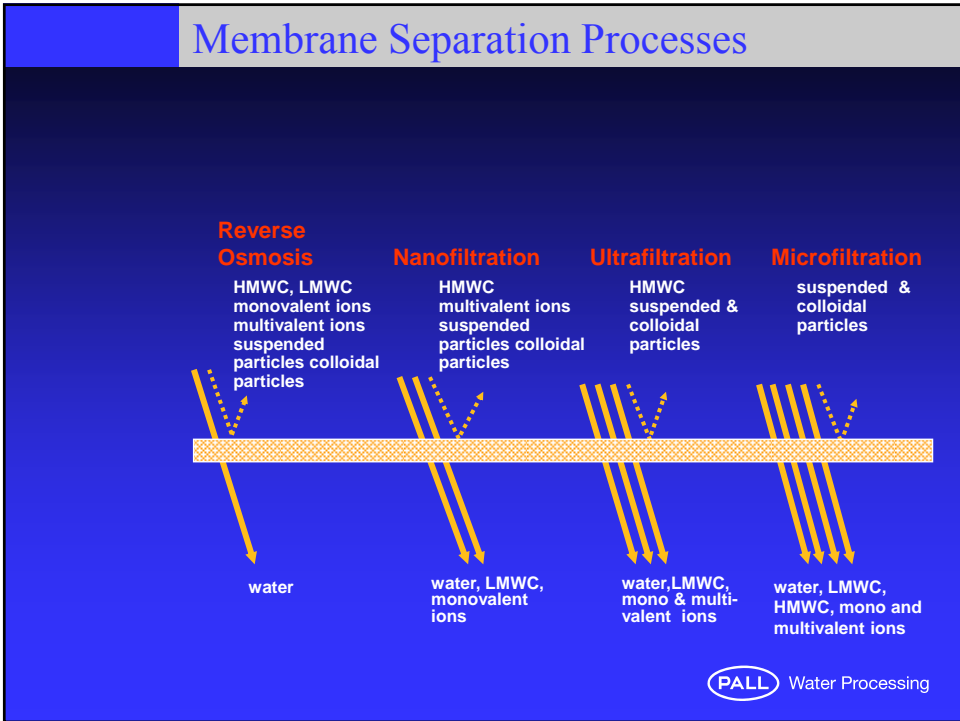 Membrane Separation Processes
Reverse
Osmosis
HMWC, LMWC
monovalent ions
multivalent ions
suspended
particles colloidal
particles
Nanofiltration
HMWC
multivalent ions
suspended
particles colloidal
particles
Ultrafiltration
HMWC
suspended &
colloidal
particles
Microfiltration
suspended &
colloidal
particles
water
water, LMWC,
monovalent
ions
water,LMWC,
mono & multi-
valent ions
water, LMWC,
HMWC, mono and
multivalent ions
PALL Water Processing